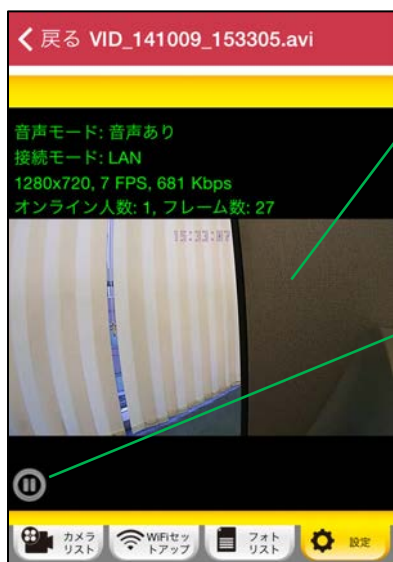 戻る VID_141009_153305.avi
音声モード: 音声あり
接続モード: LAN
1280x720, 7 FPS, 681 Kbps
オンライン人数: 1, フレーム数: 27
15:33:07
カメラ
リスト
WiFiセッ
トアップ
フォト
リスト
設定